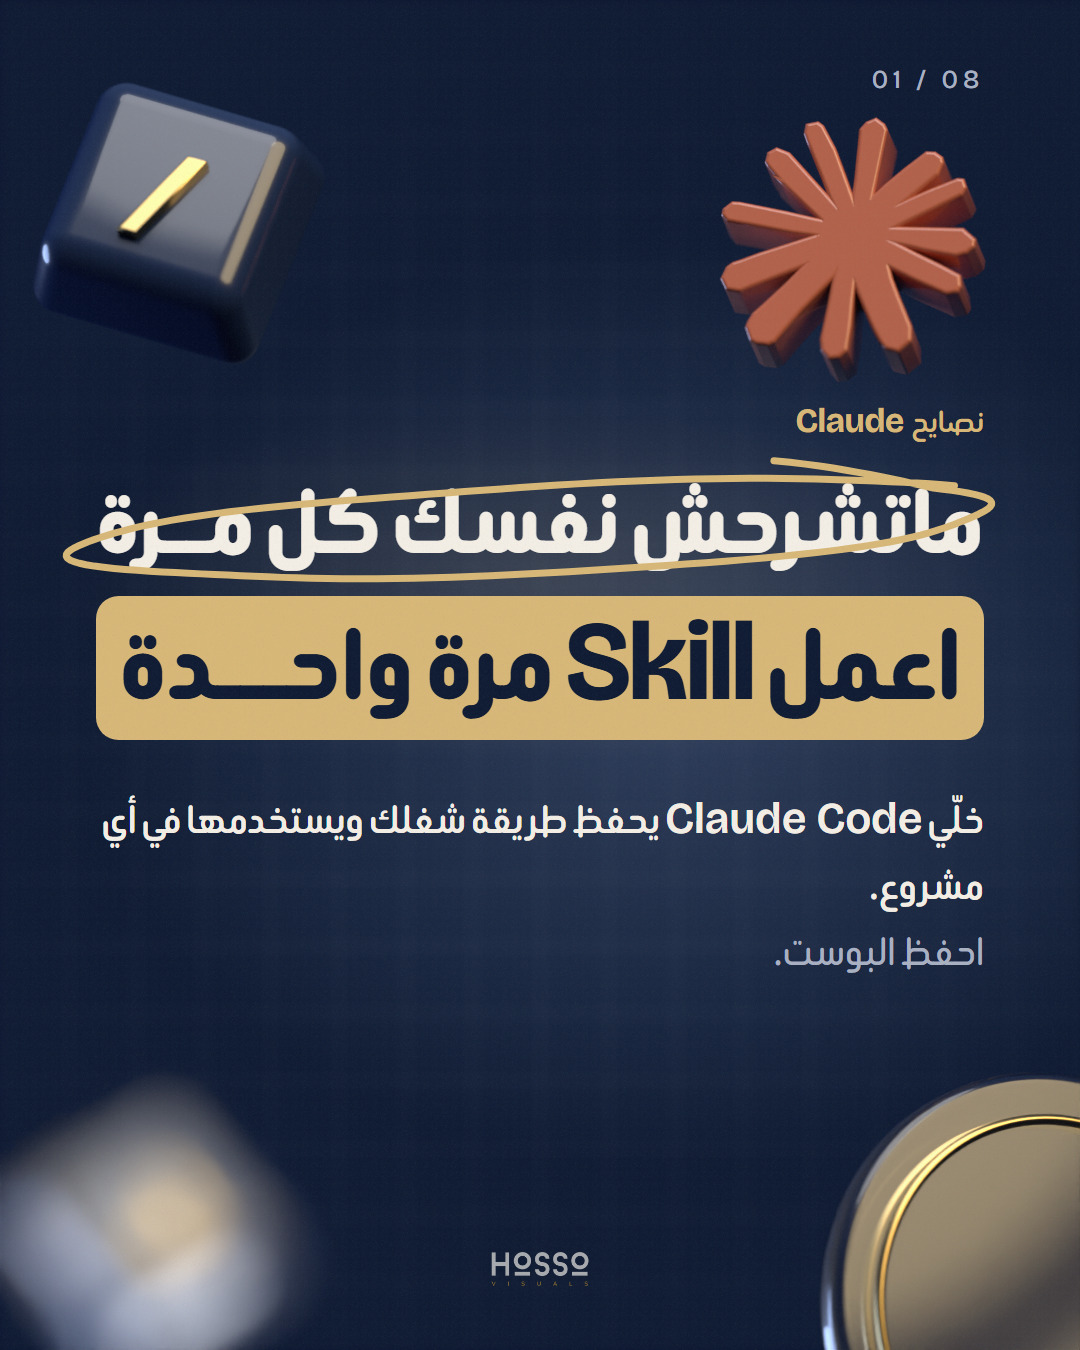 01 / 08
/
نصايح Claude
ماتشرحش نفسك كل مـرة
اعمل Skill مرة واحـــدة
خلّي Claude Code يحفظ طريقة شغلك ويستخدمها في أي
مشروع.
احفظ البوست.
HOSSO
VISUALS